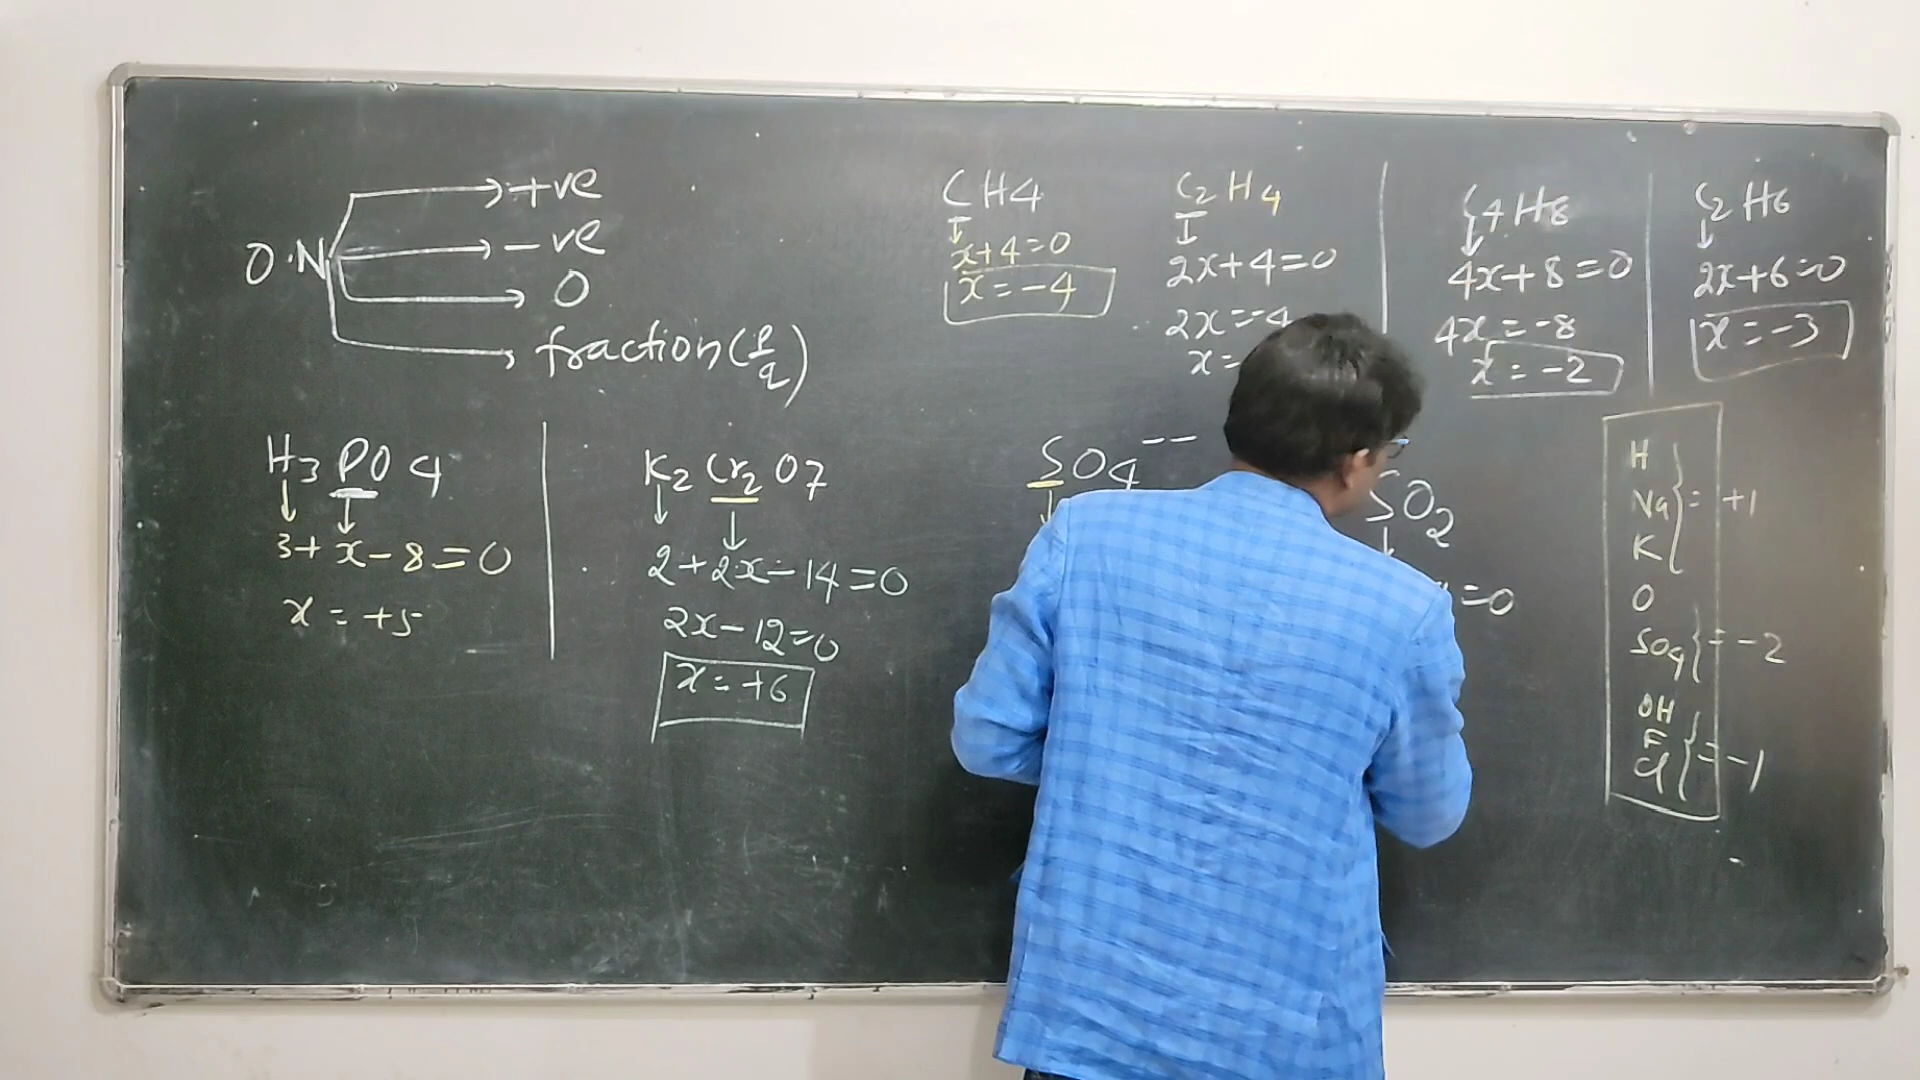 O.N
+ve
-ve
0
fraction (p/q)
CH4
x+4=0
x=-4
C2H4
2x+4=0
2x=-4
x=
C4H8
4x+8=0
4x=-8
x=-2
C2H6
2x+6=0
x=-3
H3PO4
3+x-8=0
x=+5
K2Cr2O7
2+2x-14=0
2x-12=0
x=+6
SO4--
SO2
=0
H
Na
K
=+1
O
SO4
=-2
OH
F
Cl
=-1